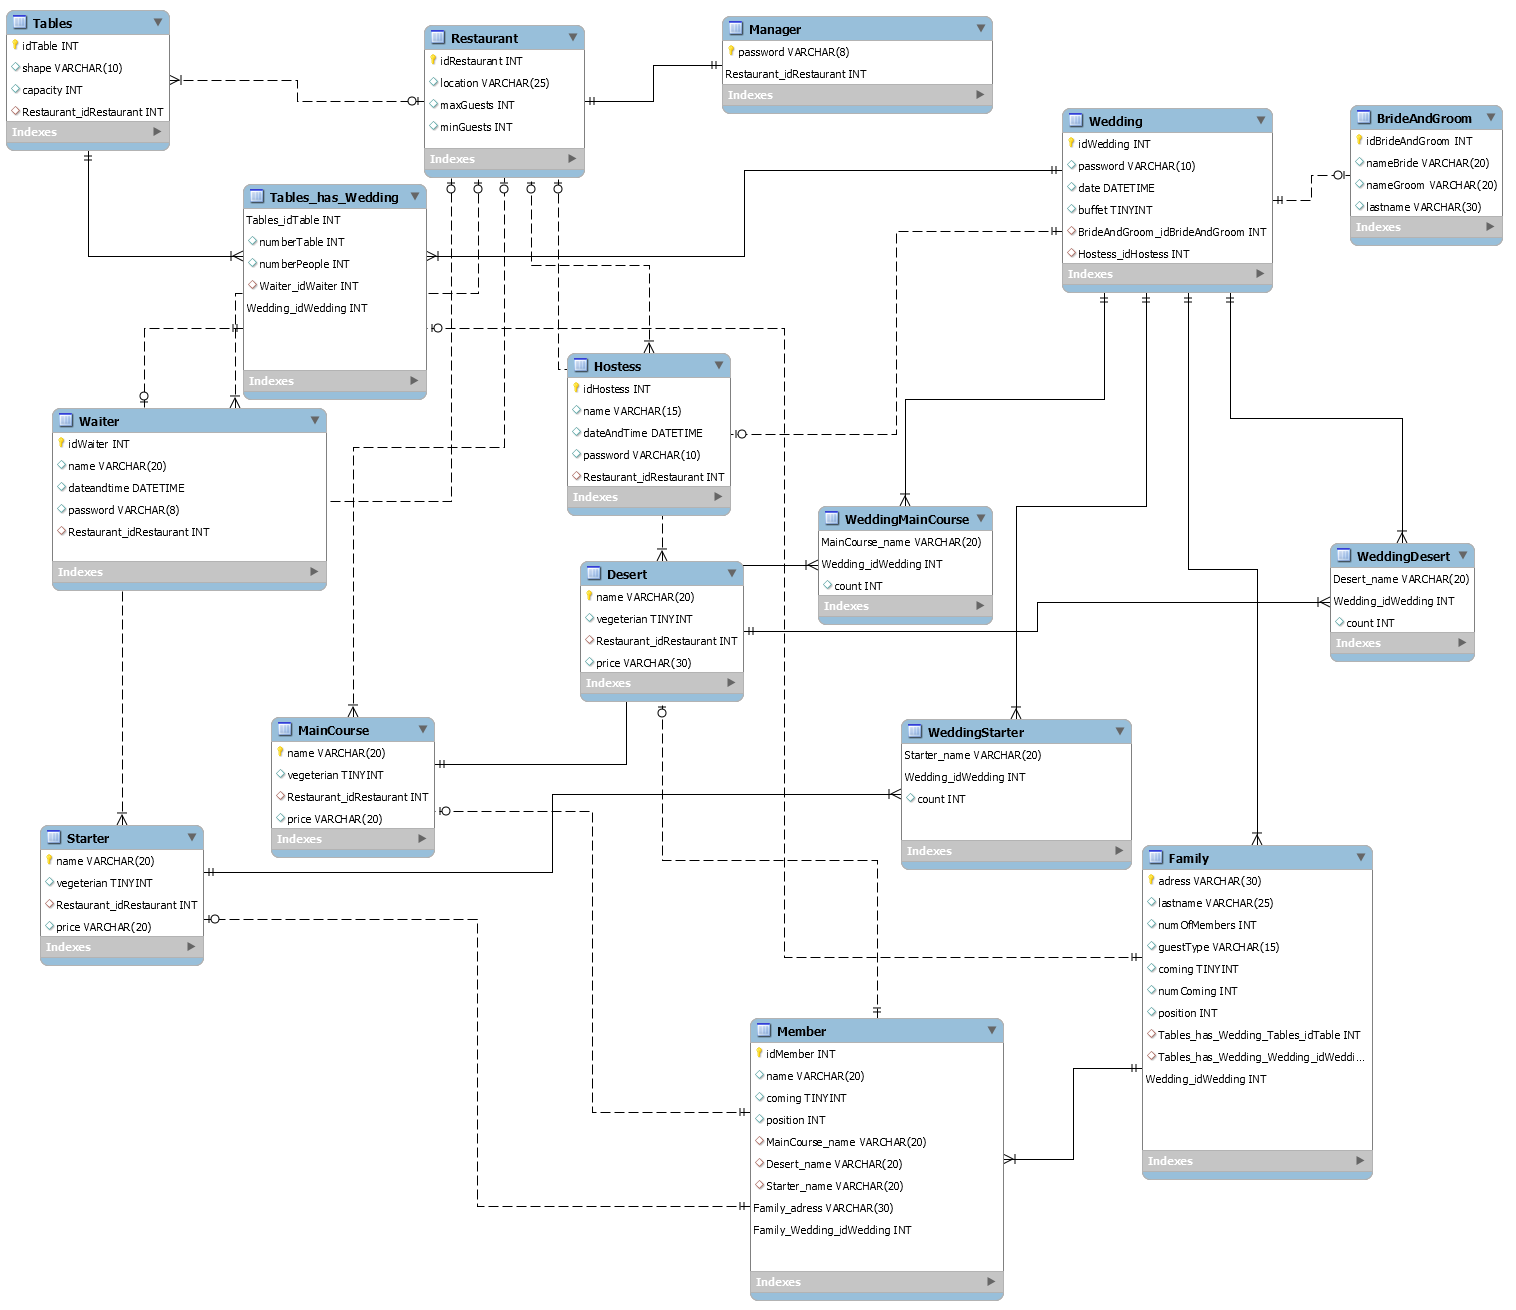 Tables
idTable INT
shape VARCHAR(10)
capacity INT
Restaurant_idRestaurant INT
Indexes
Restaurant
idRestaurant INT
location VARCHAR(25)
maxGuests INT
minGuests INT
Indexes
Manager
password VARCHAR(8)
Restaurant_idRestaurant INT
Indexes
Wedding
idWedding INT
password VARCHAR(10)
date DATETIME
buffet TINYINT
BrideAndGroom_idBrideAndGroom INT
Hostess_idHostess INT
Indexes
BrideAndGroom
idBrideAndGroom INT
nameBride VARCHAR(20)
nameGroom VARCHAR(20)
lastname VARCHAR(30)
Indexes
Tables_has_Wedding
Tables_idTable INT
numberTable INT
numberPeople INT
Waiter_idWaiter INT
Wedding_idWedding INT
Indexes
Hostess
idHostess INT
name VARCHAR(15)
dateAndTime DATETIME
password VARCHAR(10)
Restaurant_idRestaurant INT
Indexes
Waiter
idWaiter INT
name VARCHAR(20)
dateandtime DATETIME
password VARCHAR(8)
Restaurant_idRestaurant INT
Indexes
WeddingMainCourse
MainCourse_name VARCHAR(20)
Wedding_idWedding INT
count INT
Indexes
WeddingDesert
Desert_name VARCHAR(20)
Wedding_idWedding INT
count INT
Indexes
Desert
name VARCHAR(20)
vegeterian TINYINT
Restaurant_idRestaurant INT
price VARCHAR(30)
Indexes
MainCourse
name VARCHAR(20)
vegeterian TINYINT
Restaurant_idRestaurant INT
price VARCHAR(20)
Indexes
WeddingStarter
Starter_name VARCHAR(20)
Wedding_idWedding INT
count INT
Indexes
Starter
name VARCHAR(20)
vegeterian TINYINT
Restaurant_idRestaurant INT
price VARCHAR(20)
Indexes
Family
adress VARCHAR(30)
lastname VARCHAR(25)
numOfMembers INT
guestType VARCHAR(15)
coming TINYINT
numComing INT
position INT
Tables_has_Wedding_Tables_idTable INT
Tables_has_Wedding_Wedding_idWeddi...
Wedding_idWedding INT
Indexes
Member
idMember INT
name VARCHAR(20)
coming TINYINT
position INT
MainCourse_name VARCHAR(20)
Desert_name VARCHAR(20)
Starter_name VARCHAR(20)
Family_adress VARCHAR(30)
Family_Wedding_idWedding INT
Indexes